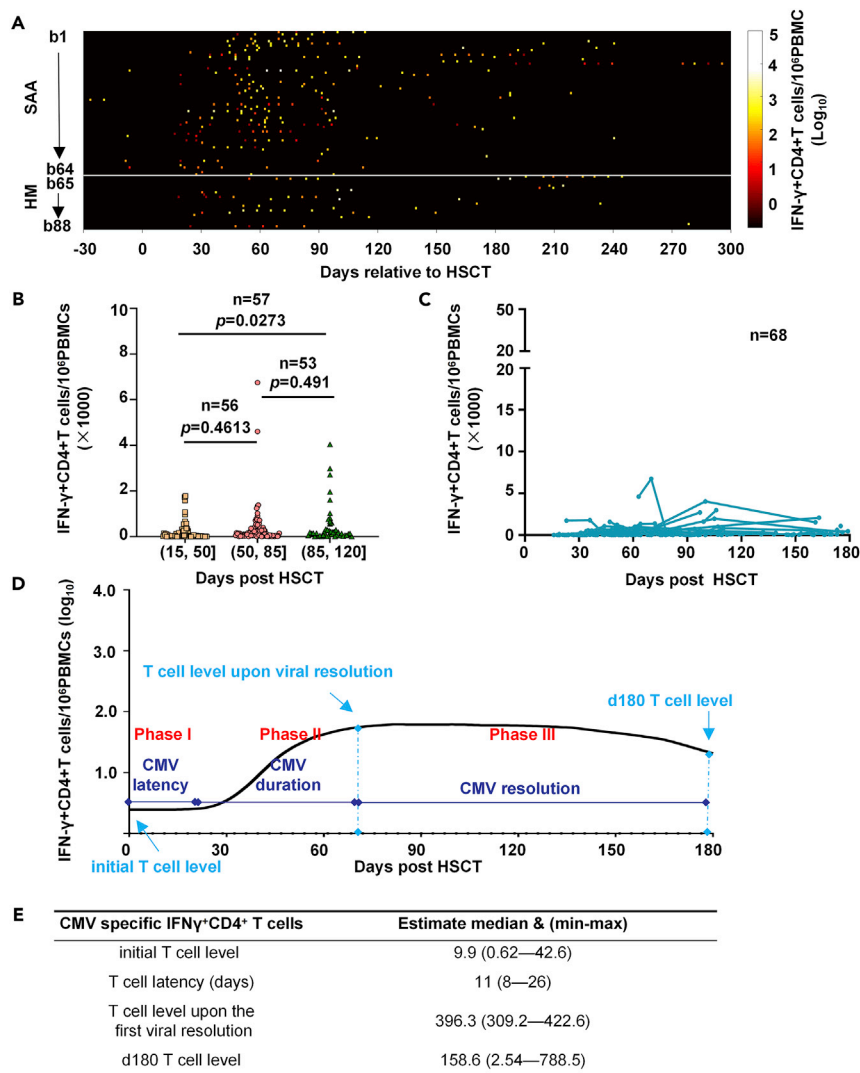 A
b1
SAA
b64
b65
HM
b88
-30 0 30 60 90 120 150 180 210 240 270 300
Days relative to HSCT
5
4
3
2
1
0
IFN-γ+CD4+T cells/10⁶PBMC
(Log₁₀)
B
n=57
p=0.0273
n=53
p=0.491
n=56
p=0.4613
10
8
6
4
2
0
IFN-γ+CD4+T cells/10⁶PBMCs
(×1000)
(15, 50] (50, 85] (85, 120]
Days post HSCT
C
n=68
50
20
20
15
10
5
0
IFN-γ+CD4+T cells/10⁶PBMCs
(×1000)
0 30 60 90 120 150 180
Days post HSCT
D
IFN-γ+CD4+T cells/10⁶PBMCs (log₁₀)
4.0
3.0
2.0
1.0
T cell level upon viral resolution
d180 T cell level
Phase I
Phase II
Phase III
CMV
latency
CMV
duration
CMV resolution
initial T cell level
0 30 60 90 120 150 180
Days post HSCT
E
CMV specific IFNγ⁺CD4⁺ T cells Estimate median & (min-max)
initial T cell level 9.9 (0.62—42.6)
T cell latency (days) 11 (8—26)
T cell level upon the
first viral resolution 396.3 (309.2—422.6)
d180 T cell level 158.6 (2.54—788.5)